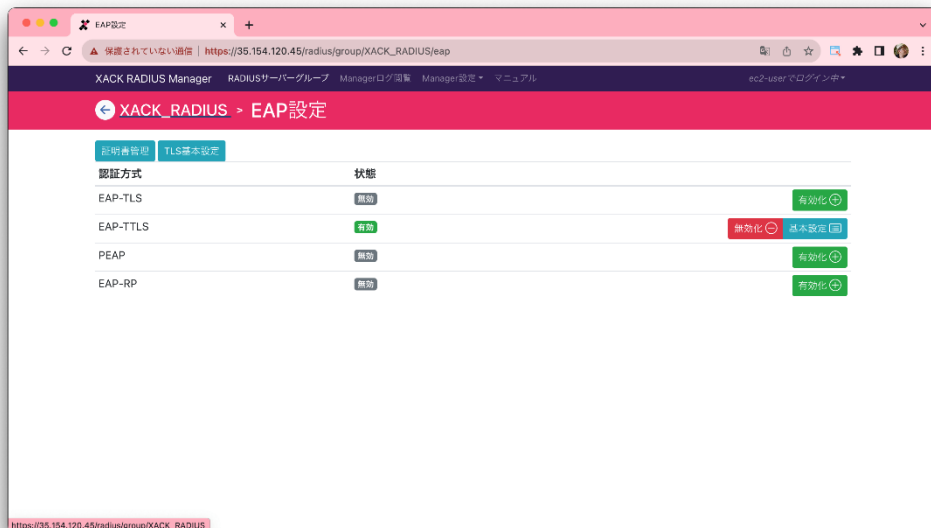 EAP設定
保護されていない通信 | https://35.154.120.45/radius/group/XACK_RADIUS/eap
XACK RADIUS Manager RADIUSサーバーグループ Managerログ閲覧 Manager設定 マニュアル ec2-userでログイン中
XACK_RADIUS > EAP設定
証明書管理 TLS基本設定
認証方式 状態
EAP-TLS 無効 有効化
EAP-TTLS 有効 無効化 基本設定
PEAP 無効 有効化
EAP-RP 無効 有効化
https://35.154.120.45/radius/group/XACK_RADIUS